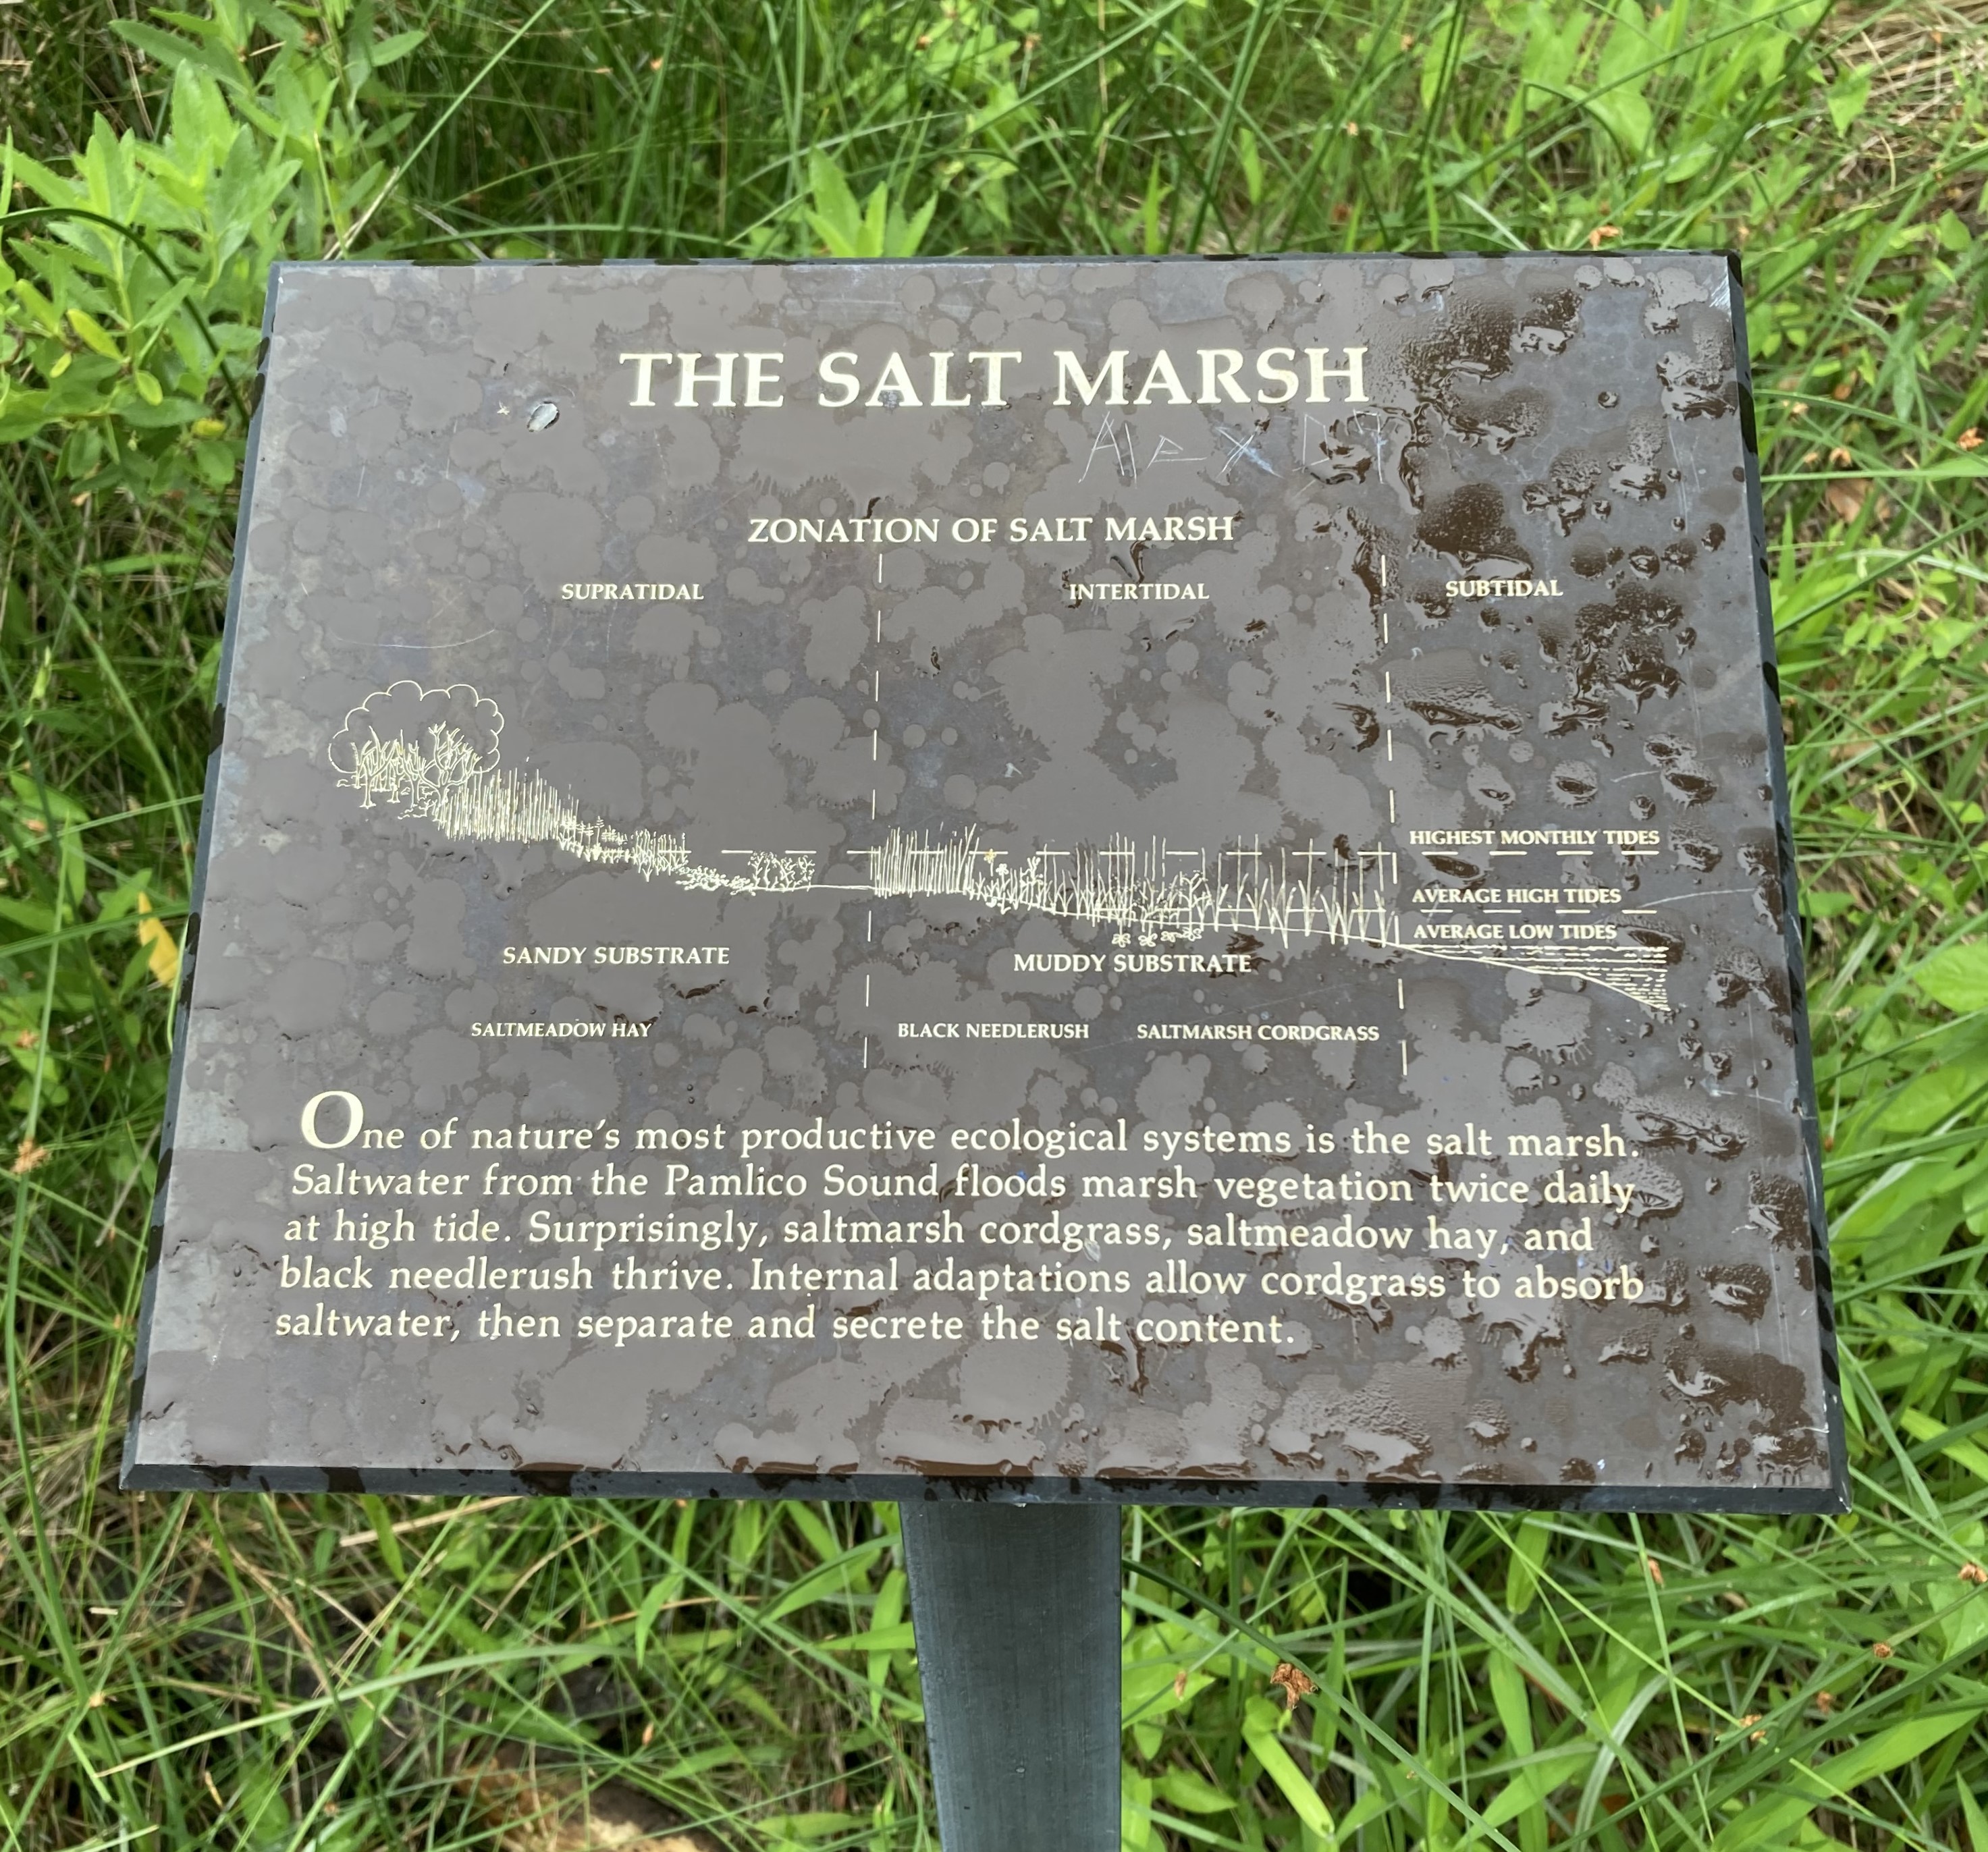 THE SALT MARSH
Alex
ZONATION OF SALT MARSH
SUPRATIDAL INTERTIDAL SUBTIDAL
HIGHEST MONTHLY TIDES
AVERAGE HIGH TIDES
AVERAGE LOW TIDES
SANDY SUBSTRATE MUDDY SUBSTRATE
SALTMEADOW HAY BLACK NEEDLERUSH SALTMARSH CORDGRASS
One of nature's most productive ecological systems is the salt marsh.
Saltwater from the Pamlico Sound floods marsh vegetation twice daily
at high tide. Surprisingly, saltmarsh cordgrass, saltmeadow hay, and
black needlerush thrive. Internal adaptations allow cordgrass to absorb
saltwater, then separate and secrete the salt content.